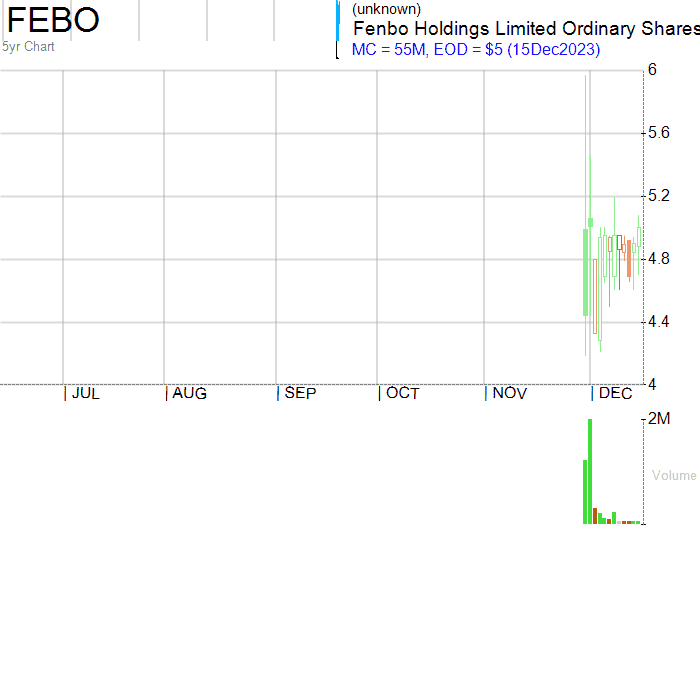 FEBO
5yr Chart
(unknown)
Fenbo Holdings Limited Ordinary Shares
MC = 55M, EOD = $5 (15Dec2023)
6
5.6
5.2
4.8
4.4
4
JUL
AUG
SEP
OCT
NOV
DEC
2M
Volume